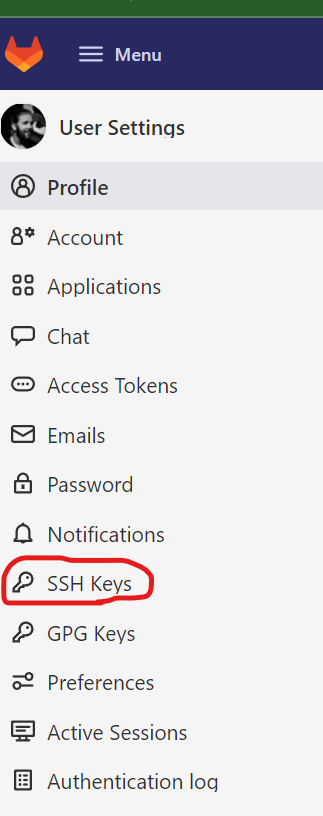 Menu
User Settings
Profile
Account
Applications
Chat
Access Tokens
Emails
Password
Notifications
SSH Keys
GPG Keys
Preferences
Active Sessions
Authentication log